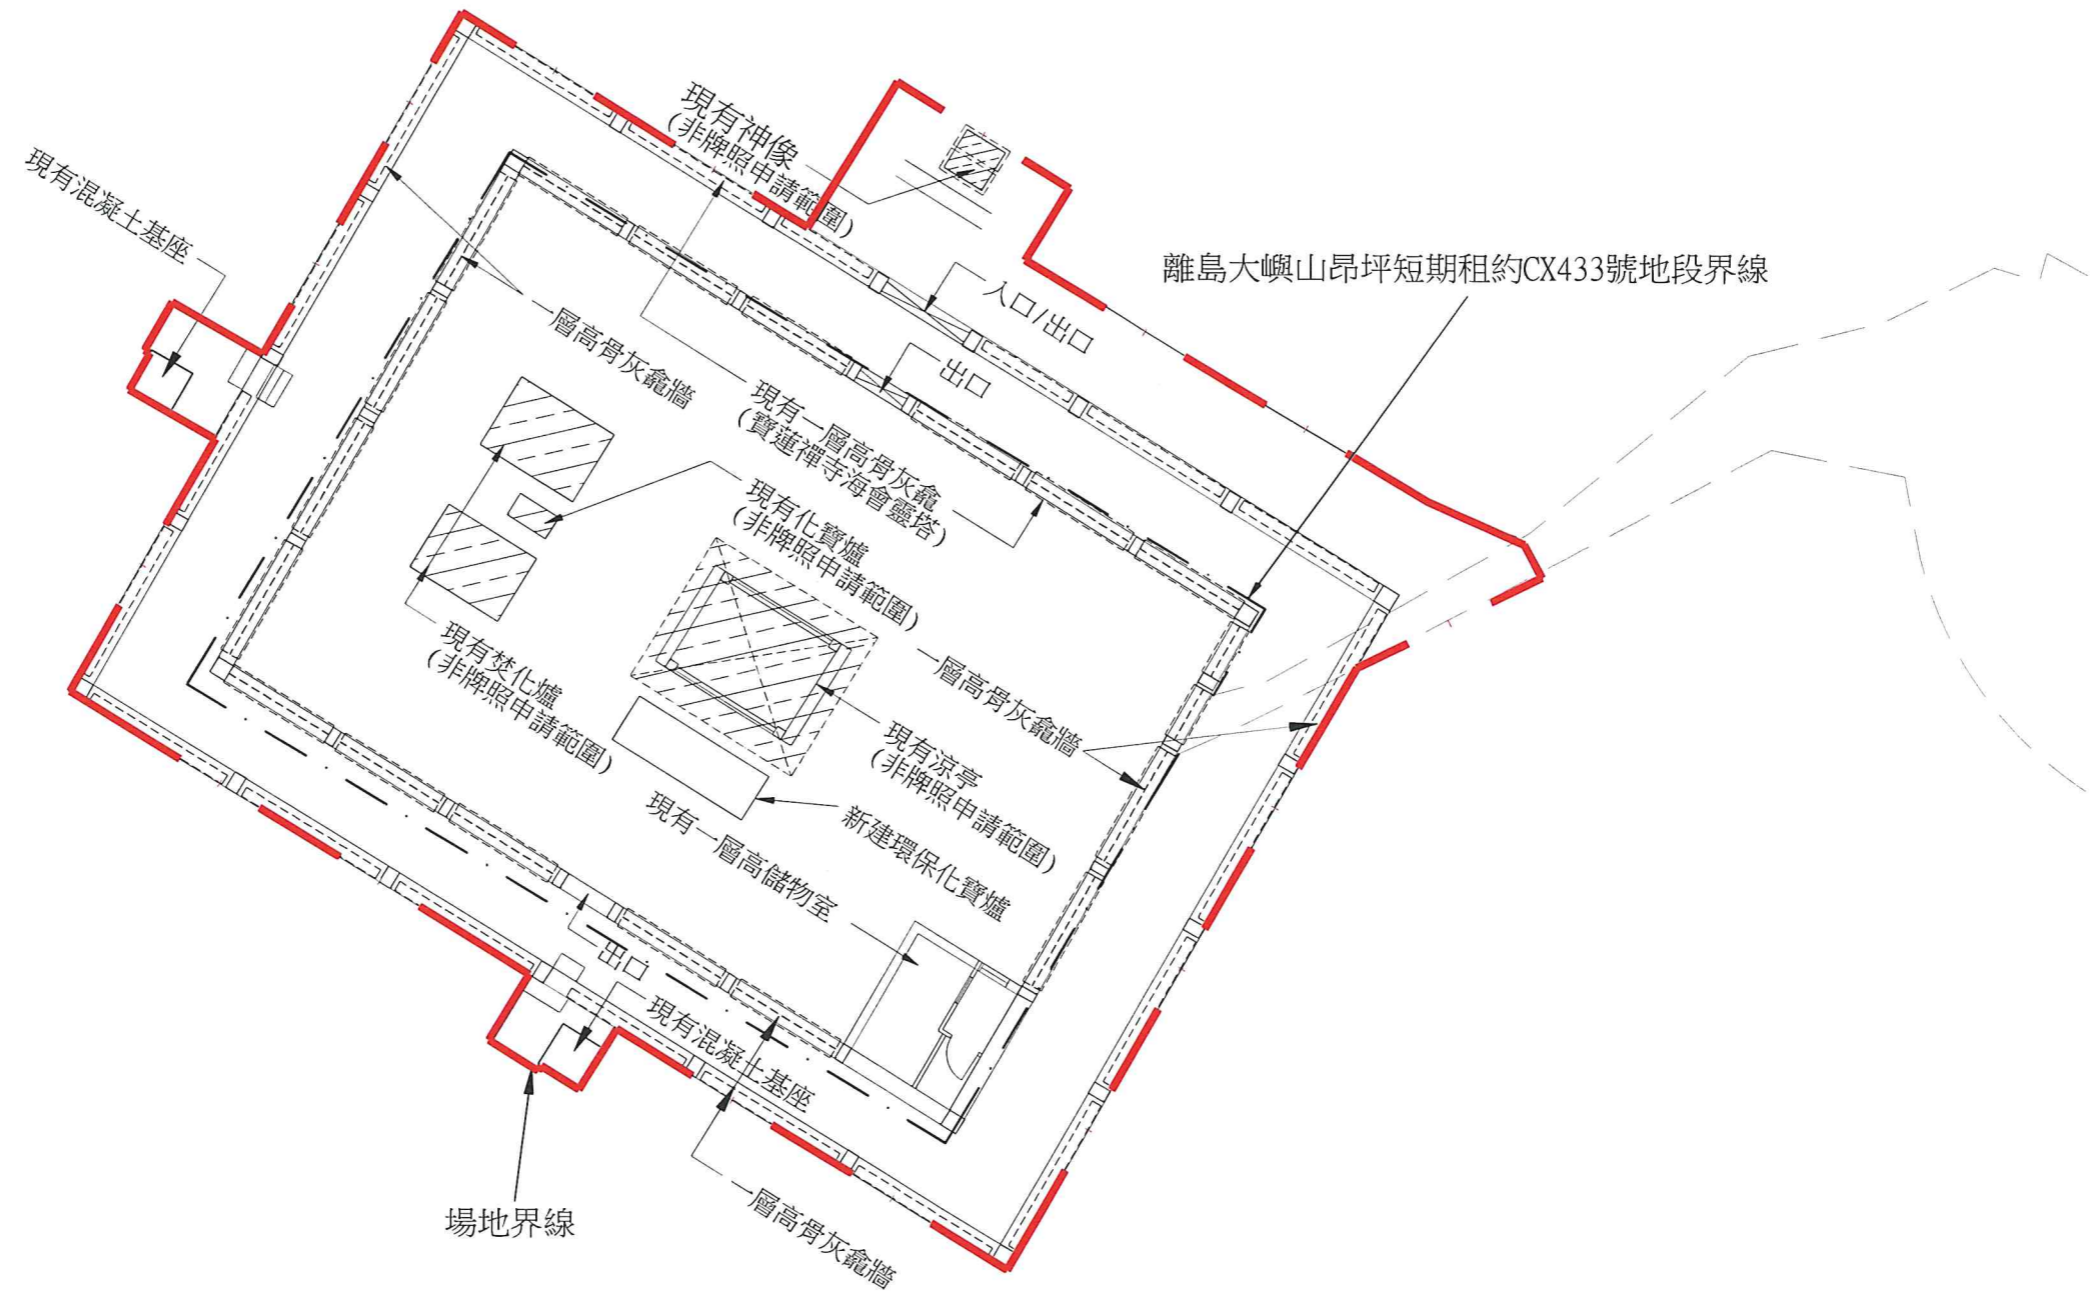 現有神像
(非牌照申請範圍)
現有混凝土基座
離島大嶼山昂坪短期租約CX433號地段界線
入口/出口
出口
一層高骨灰龕牆
現有一層高骨灰龕
(寶蓮禪寺海會靈塔)
現有化寶爐
(非牌照申請範圍)
現有焚化爐
(非牌照申請範圍)
一層高骨灰龕牆
現有涼亭
(非牌照申請範圍)
新建環保化寶爐
現有一層高儲物室
出口
現有混凝土基座
場地界線
一層高骨灰龕牆